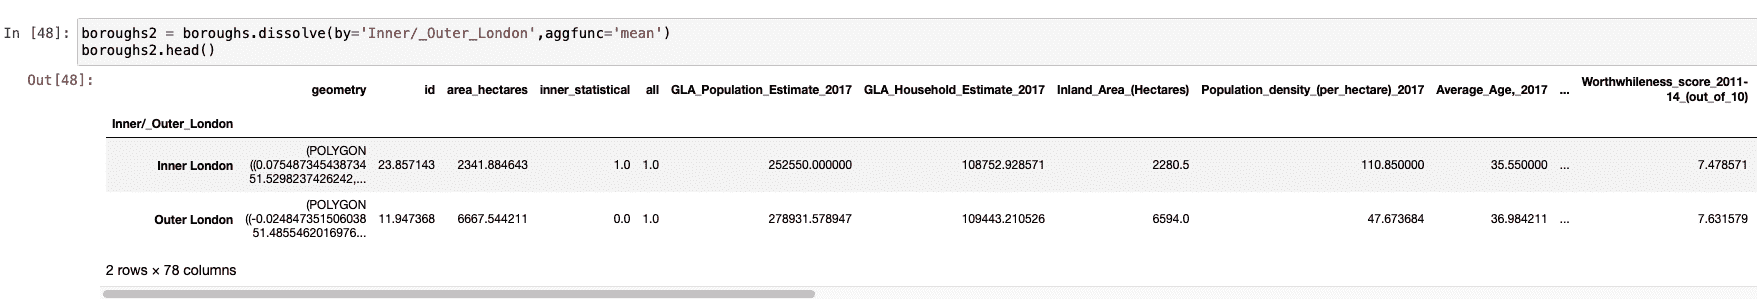 In [48]: boroughs2 = boroughs.dissolve(by='Inner/_Outer_London',aggfunc='mean')
boroughs2.head()
Out[48]:
geometry id area_hectares inner_statistical all GLA_Population_Estimate_2017 GLA_Household_Estimate_2017 Inland_Area_(Hectares) Population_density_(per_hectare)_2017 Average_Age,_2017 ... Worthwhileness_score_2011-
14_(out_of_10)
Inner/_Outer_London
(POLYGON
Inner London ((0.075487345438734 23.857143 2341.884643 1.0 1.0 252550.000000 108752.928571 2280.5 110.850000 35.550000 ... 7.478571
51.5298237426242,...
(POLYGON
Outer London ((-0.024847351506038 11.947368 6667.544211 0.0 1.0 278931.578947 109443.210526 6594.0 47.673684 36.984211 ... 7.631579
51.4855462016976...
2 rows × 78 columns